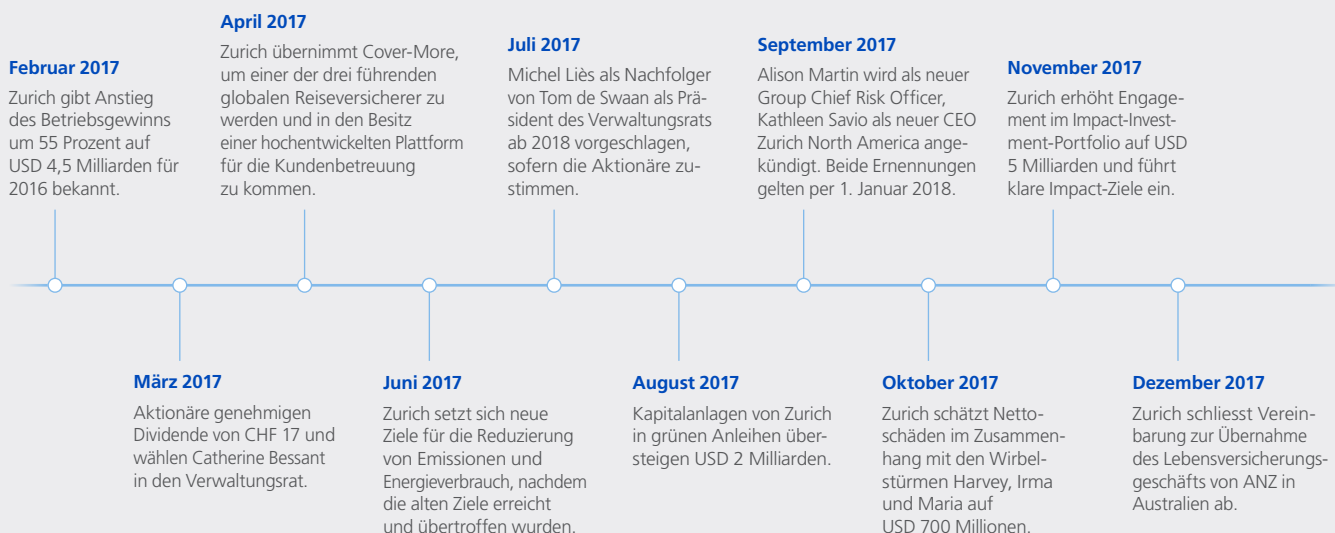 Februar 2017
Zurich gibt Anstieg
des Betriebsgewinns
um 55 Prozent auf
USD 4,5 Milliarden für
2016 bekannt.
März 2017
Aktionäre genehmigen
Dividende von CHF 17 und
wählen Catherine Bessant
in den Verwaltungsrat.
April 2017
Zurich übernimmt Cover-More,
um einer der drei führenden
globalen Reiseversicherer zu
werden und in den Besitz
einer hochentwickelten Plattform
für die Kundenbetreuung
zu kommen.
Juni 2017
Zurich setzt sich neue
Ziele für die Reduzierung
von Emissionen und
Energieverbrauch, nachdem
die alten Ziele erreicht
und übertroffen wurden.
Juli 2017
Michel Liès als Nachfolger
von Tom de Swaan als Prä-
sident des Verwaltungsrats
ab 2018 vorgeschlagen,
sofern die Aktionäre zu-
stimmen.
August 2017
Kapitalanlagen von Zurich
in grünen Anleihen über-
steigen USD 2 Milliarden.
September 2017
Alison Martin wird als neuer
Group Chief Risk Officer,
Kathleen Savio als neuer CEO
Zurich North America ange-
kündigt. Beide Ernennungen
gelten per 1. Januar 2018.
Oktober 2017
Zurich schätzt Netto-
schäden im Zusammen-
hang mit den Wirbel-
stürmen Harvey, Irma
und Maria auf
USD 700 Millionen.
November 2017
Zurich erhöht Engage-
ment im Impact-Invest-
ment-Portfolio auf USD
5 Milliarden und führt
klare Impact-Ziele ein.
Dezember 2017
Zurich schliesst Verein-
barung zur Übernahme
des Lebensversicherungs-
geschäfts von ANZ in
Australien ab.